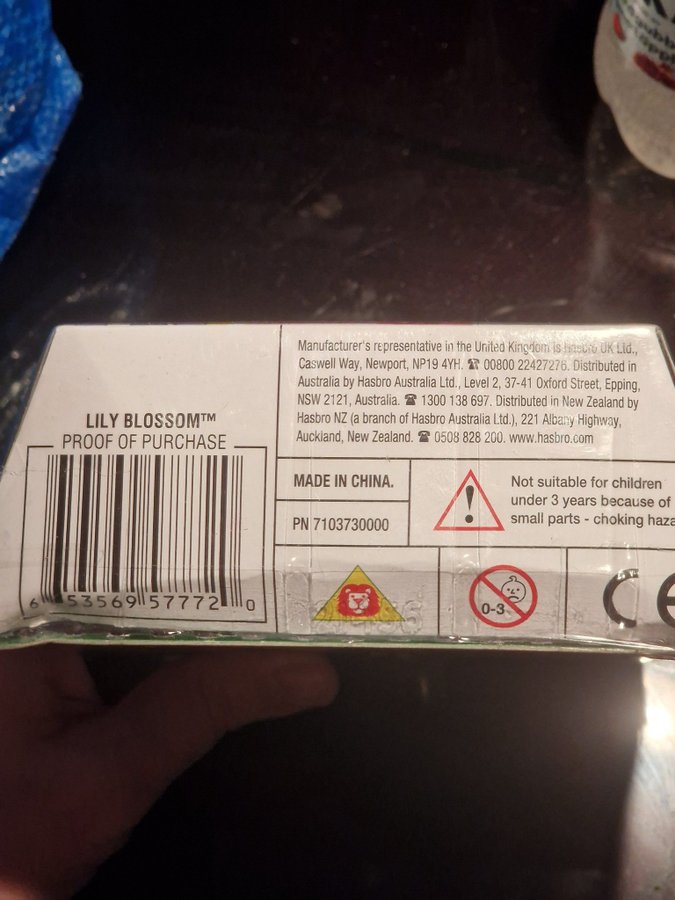 LILY BLOSSOM™
PROOF OF PURCHASE
6 53569 57772 0
Manufacturer's representative in the United Kingdom is Hasbro UK Ltd.,
Caswell Way, Newport, NP19 4YH. ☎ 00800 22427276. Distributed in
Australia by Hasbro Australia Ltd., Level 2, 37-41 Oxford Street, Epping,
NSW 2121, Australia. ☎ 1300 138 697. Distributed in New Zealand by
Hasbro NZ (a branch of Hasbro Australia Ltd.), 221 Albany Highway,
Auckland, New Zealand. ☎ 0508 828 200. www.hasbro.com
MADE IN CHINA.
PN 7103730000
Not suitable for children
under 3 years because of
small parts - choking haza
0-3
CE